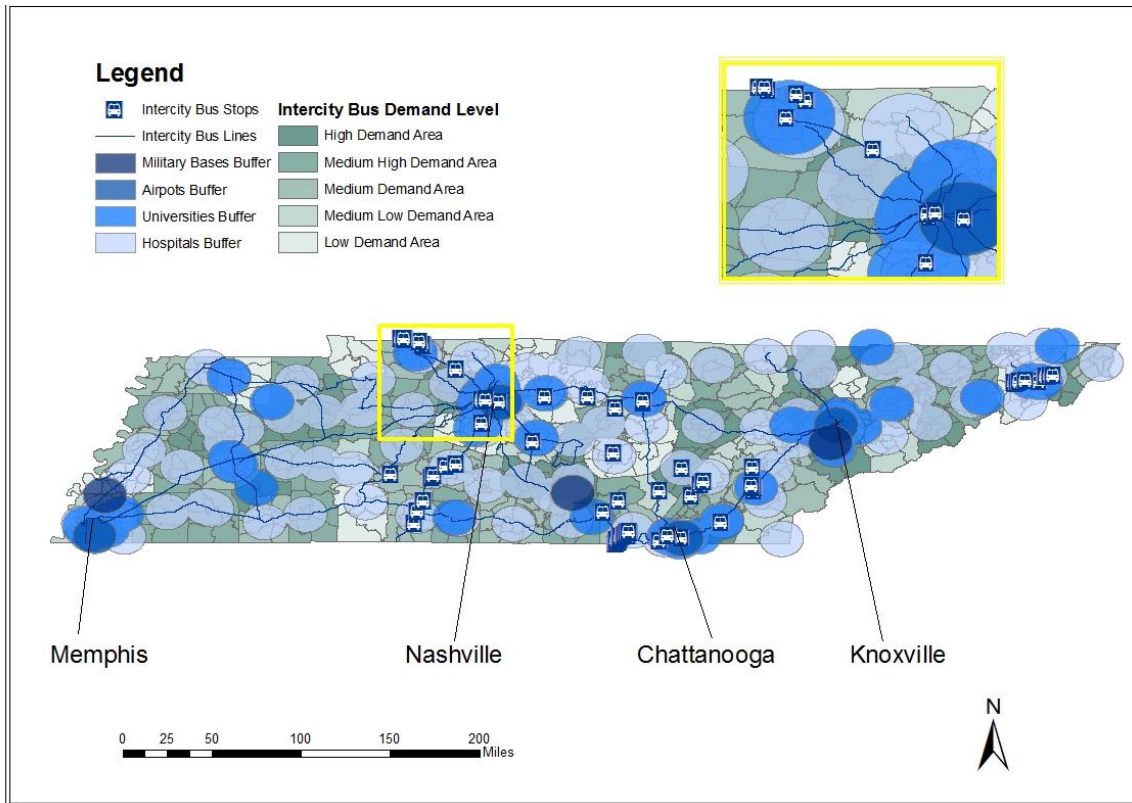 Legend
Intercity Bus Stops
Intercity Bus Lines
Military Bases Buffer
Airpots Buffer
Universities Buffer
Hospitals Buffer
Intercity Bus Demand Level
High Demand Area
Medium High Demand Area
Medium Demand Area
Medium Low Demand Area
Low Demand Area
Memphis
Nashville
Chattanooga
Knoxville
0 25 50 100 150 200
Miles
N